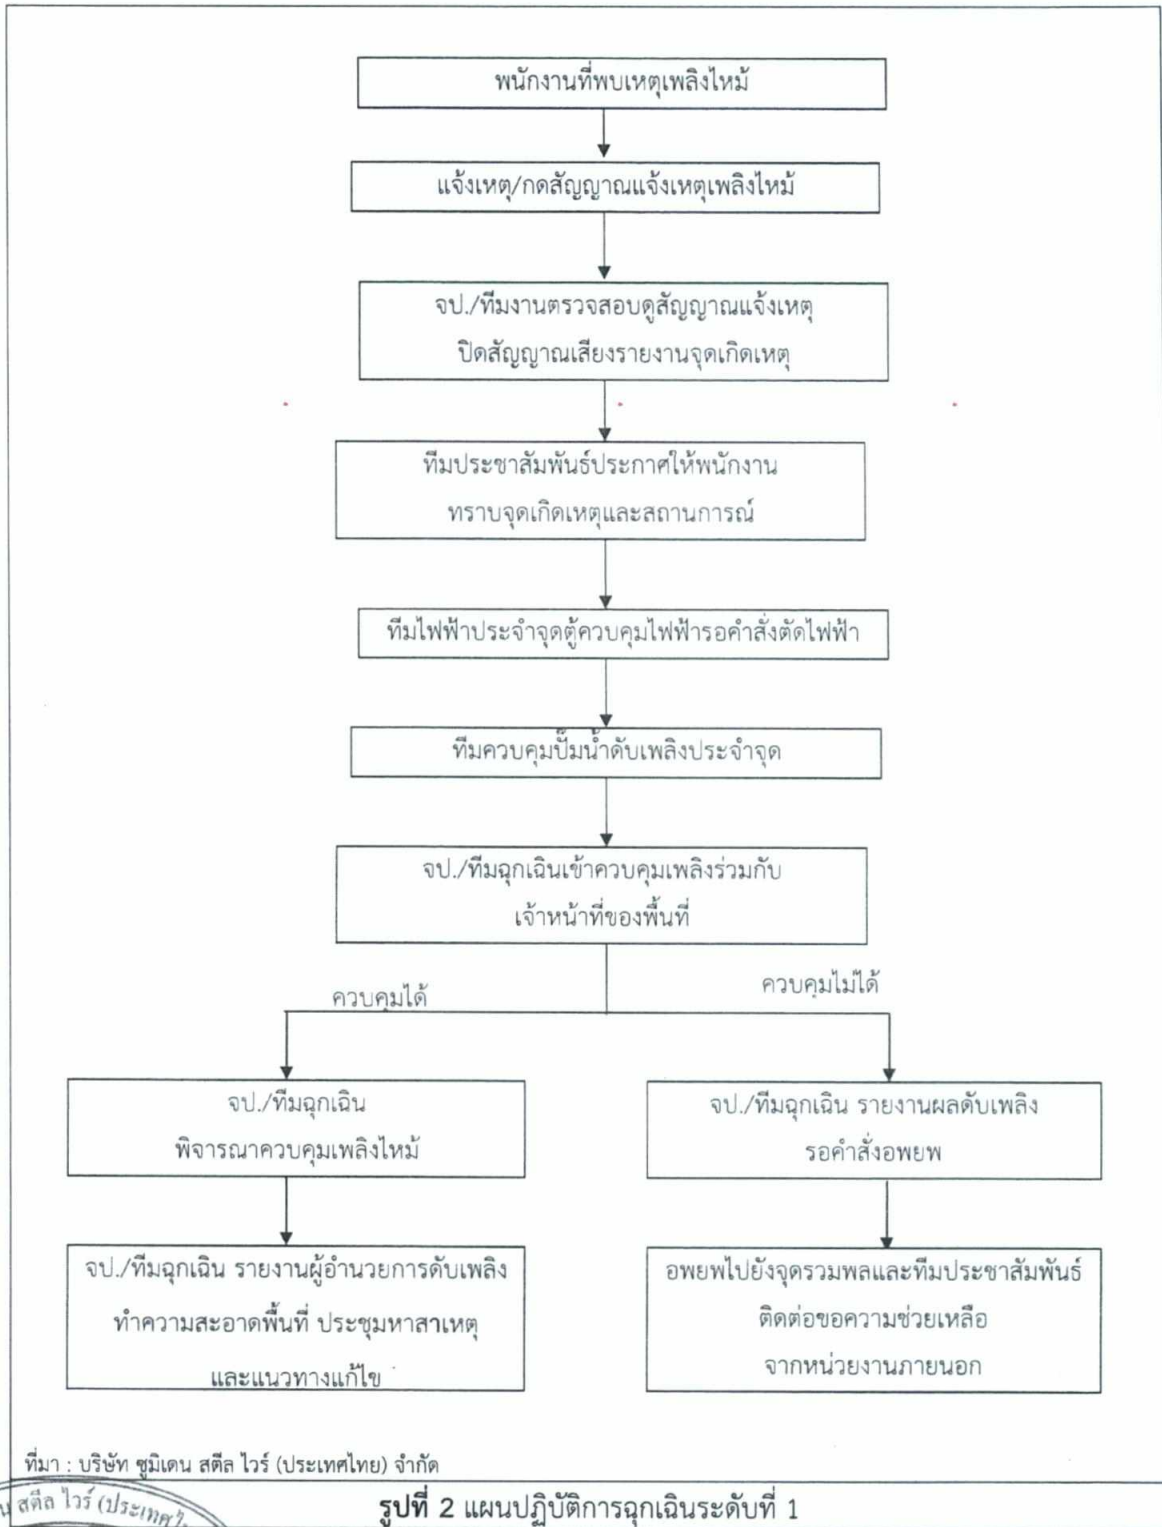 พนักงานที่พบเหตุเพลิงไหม้
แจ้งเหตุ/กดสัญญาณแจ้งเหตุเพลิงไหม้
จป./ทีมงานตรวจสอบดูสัญญาณแจ้งเหตุ
ปิดสัญญาณเสียงรายงานจุดเกิดเหตุ
ทีมประชาสัมพันธ์ประกาศให้พนักงาน
ทราบจุดเกิดเหตุและสถานการณ์
ทีมไฟฟ้าประจำจุดตู้ควบคุมไฟฟ้ารอคำสั่งตัดไฟฟ้า
ทีมควบคุมปั๊มน้ำดับเพลิงประจำจุด
จป./ทีมฉุกเฉินเข้าควบคุมเพลิงร่วมกับ
เจ้าหน้าที่ของพื้นที่
ควบคุมได้
ควบคุมไม่ได้
จป./ทีมฉุกเฉิน
พิจารณาควบคุมเพลิงไหม้
จป./ทีมฉุกเฉิน รายงานผลดับเพลิง
รอคำสั่งอพยพ
จป./ทีมฉุกเฉิน รายงานผู้อำนวยการดับเพลิง
ทำความสะอาดพื้นที่ ประชุมหาสาเหตุ
และแนวทางแก้ไข
อพยพไปยังจุดรวมพลและทีมประชาสัมพันธ์
ติดต่อขอความช่วยเหลือ
จากหน่วยงานภายนอก
ที่มา : บริษัท ซูมิเดน สตีล ไวร์ (ประเทศไทย) จำกัด
รูปที่ 2 แผนปฏิบัติการฉุกเฉินระดับที่ 1
สตีล ไวร์ (ประเทศ